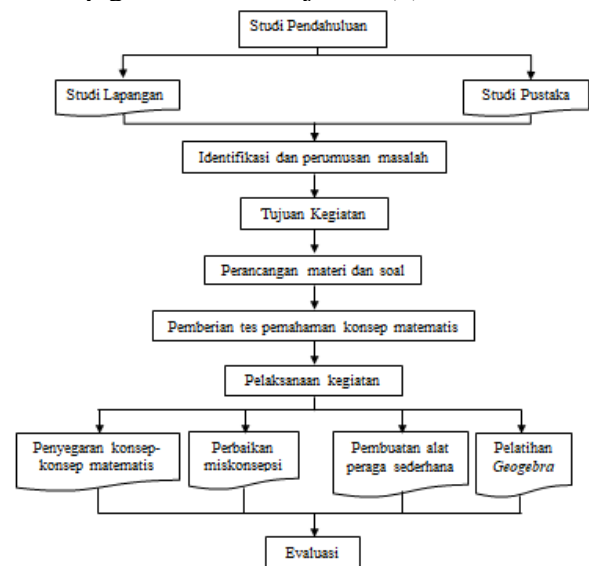 Studi Pendahuluan
Studi Lapangan
Studi Pustaka
Identifikasi dan perumusan masalah
Tujuan Kegiatan
Perancangan materi dan soal
Pemberian tes pemahaman konsep matematis
Pelaksanaan kegiatan
Penyegaran konsep-
konsep matematis
Perbaikan
miskonsepsi
Pembuatan alat
peraga sederhana
Pelatihan
Geogebra
Evaluasi